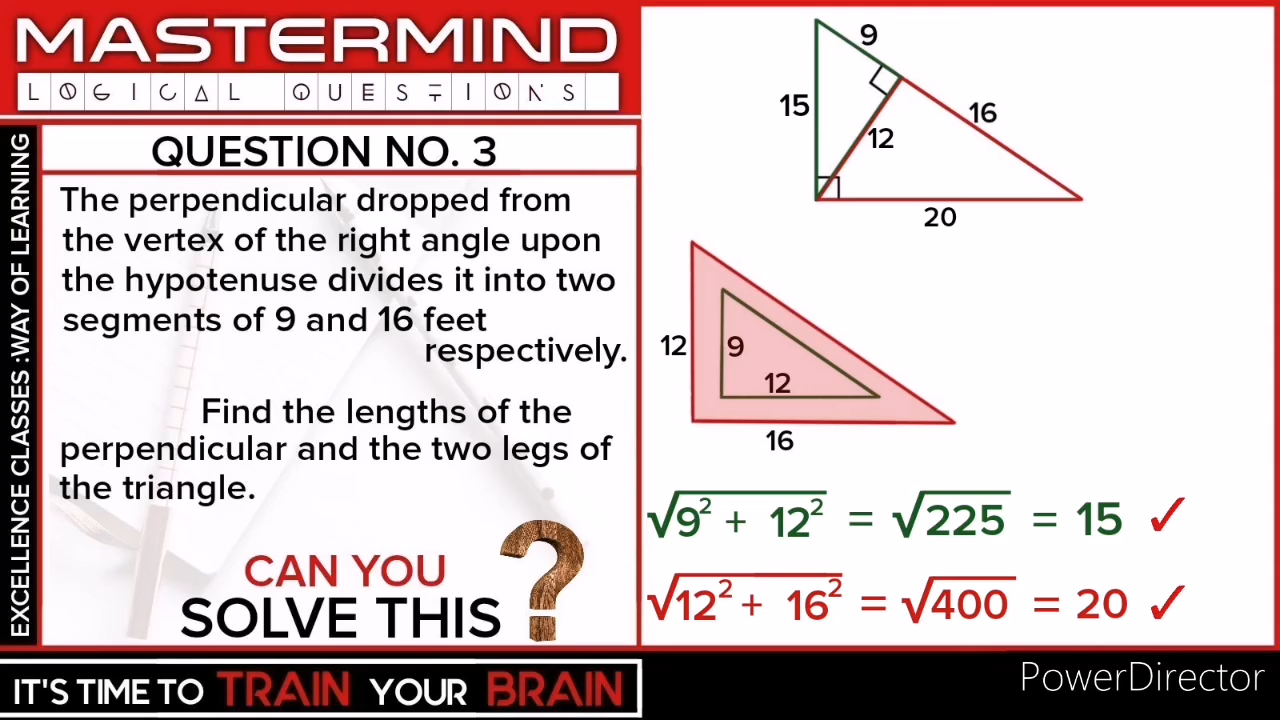 MASTERMIND
LOGICAL QUESTIONS
EXCELLENCE CLASSES :WAY OF LEARNING
QUESTION NO. 3
The perpendicular dropped from
the vertex of the right angle upon
the hypotenuse divides it into two
segments of 9 and 16 feet
respectively.
Find the lengths of the
perpendicular and the two legs of
the triangle.
CAN YOU
SOLVE THIS ?
IT'S TIME TO TRAIN YOUR BRAIN
9
15
12
16
20
12
9
12
16
√9² + 12² = √225 = 15 ✓
√12² + 16² = √400 = 20 ✓
PowerDirector